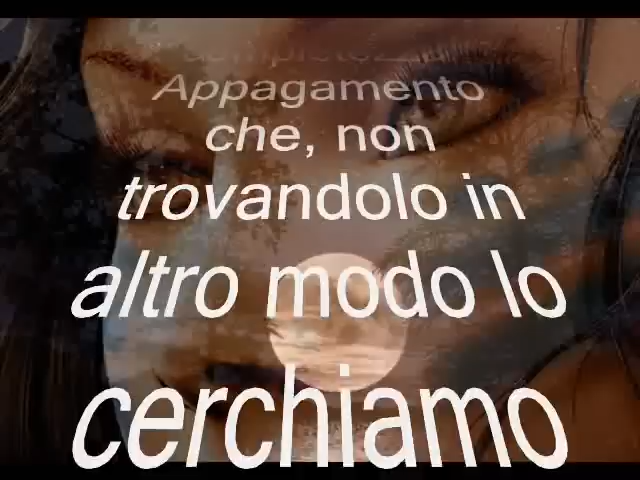 Appagamento
che, non
trovandolo in
altro modo lo
cerchiamo